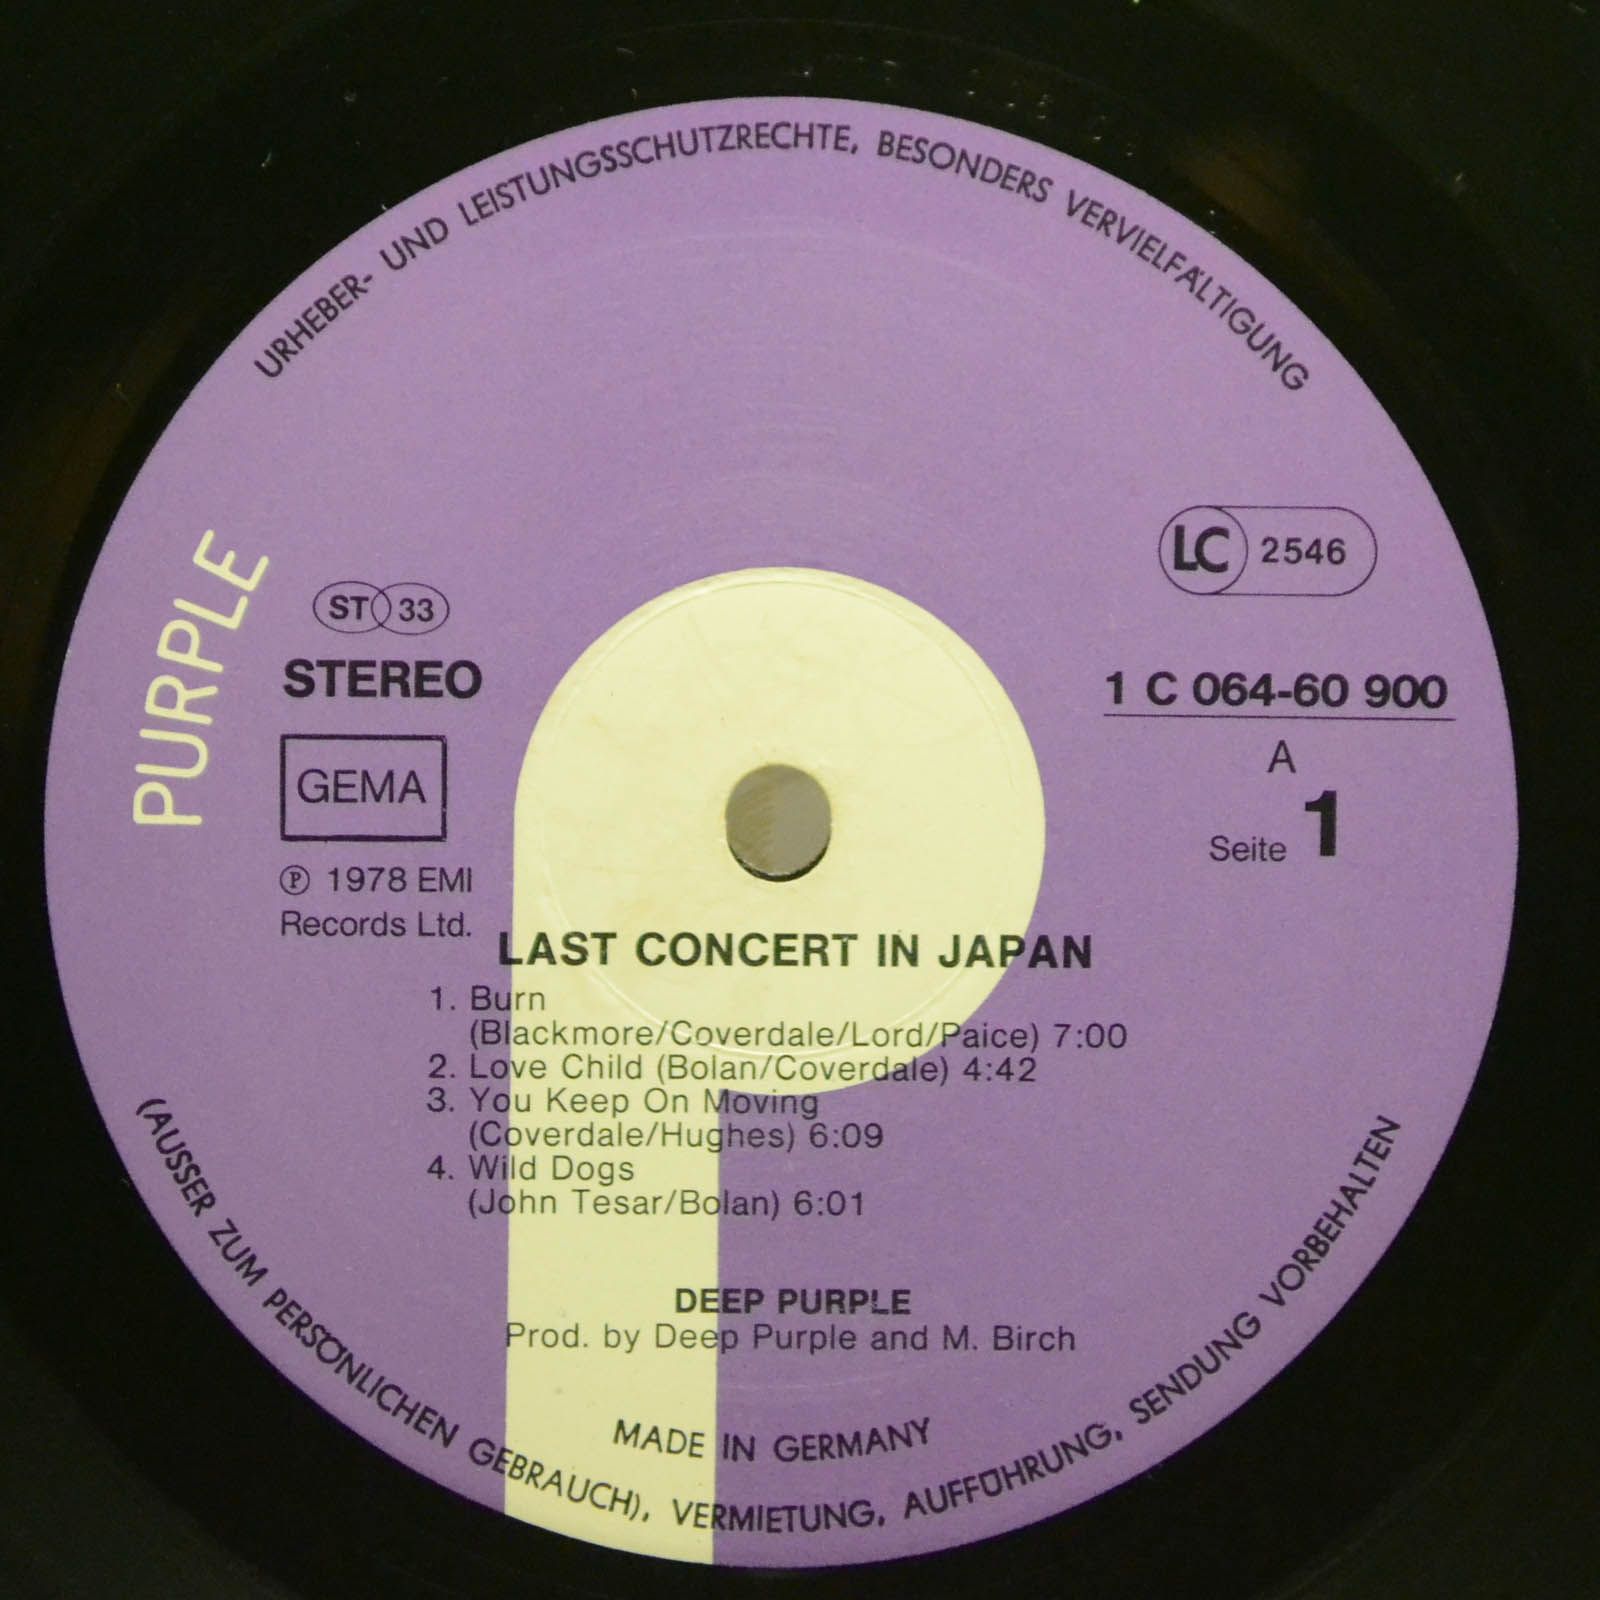 URHEBER- UND LEISTUNGSSCHUTZRECHTE, BESONDERS VERVIELFÄLTIGUNG
PURPLE
LC 2546
ST 33
STEREO
1 C 064-60 900
GEMA
A
Seite 1
Ⓟ 1978 EMI
Records Ltd.
LAST CONCERT IN JAPAN
1. Burn
(Blackmore/Coverdale/Lord/Paice) 7:00
2. Love Child (Bolan/Coverdale) 4:42
3. You Keep On Moving
(Coverdale/Hughes) 6:09
4. Wild Dogs
(John Tesar/Bolan) 6:01
DEEP PURPLE
Prod. by Deep Purple and M. Birch
MADE IN GERMANY
(AUSSER ZUM PERSÖNLICHEN GEBRAUCH), VERMIETUNG, AUFFÜHRUNG, SENDUNG VORBEHALTEN